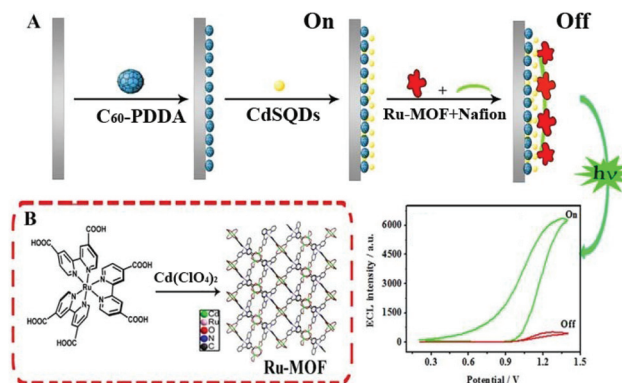 A
On
Off
C60-PDDA
CdSQDs
Ru-MOF+Nafion
hν
B
COOH
HOOC
COOH
HOOC
HOOC
COOH
Ru
N
N
N
N
N
N
Cd(ClO4)2
Cd
Ru
O
N
C
Ru-MOF
ECL intensity / a.u.
6000
4500
3000
1500
0
On
Off
0.3
0.6
0.9
1.2
1.5
Potential / V